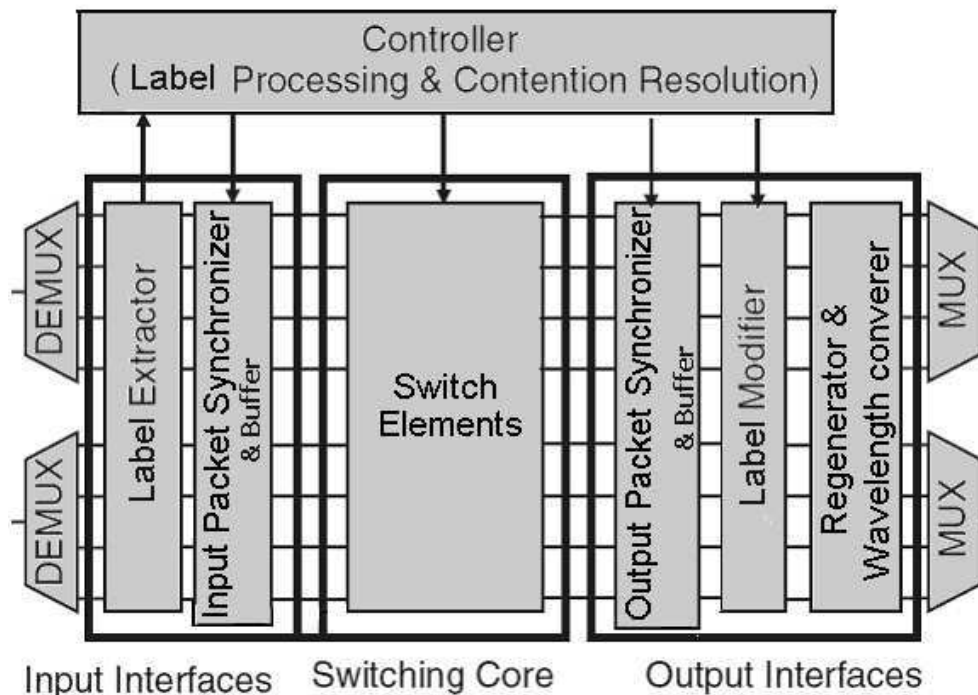 Controller
( Label Processing & Contention Resolution)
DEMUX
DEMUX
Label Extractor
Input Packet Synchronizer
& Buffer
Switch
Elements
Output Packet Synchronizer
& Buffer
Label Modifier
Regenerator &
Wavelength converer
MUX
MUX
Input Interfaces
Switching Core
Output Interfaces